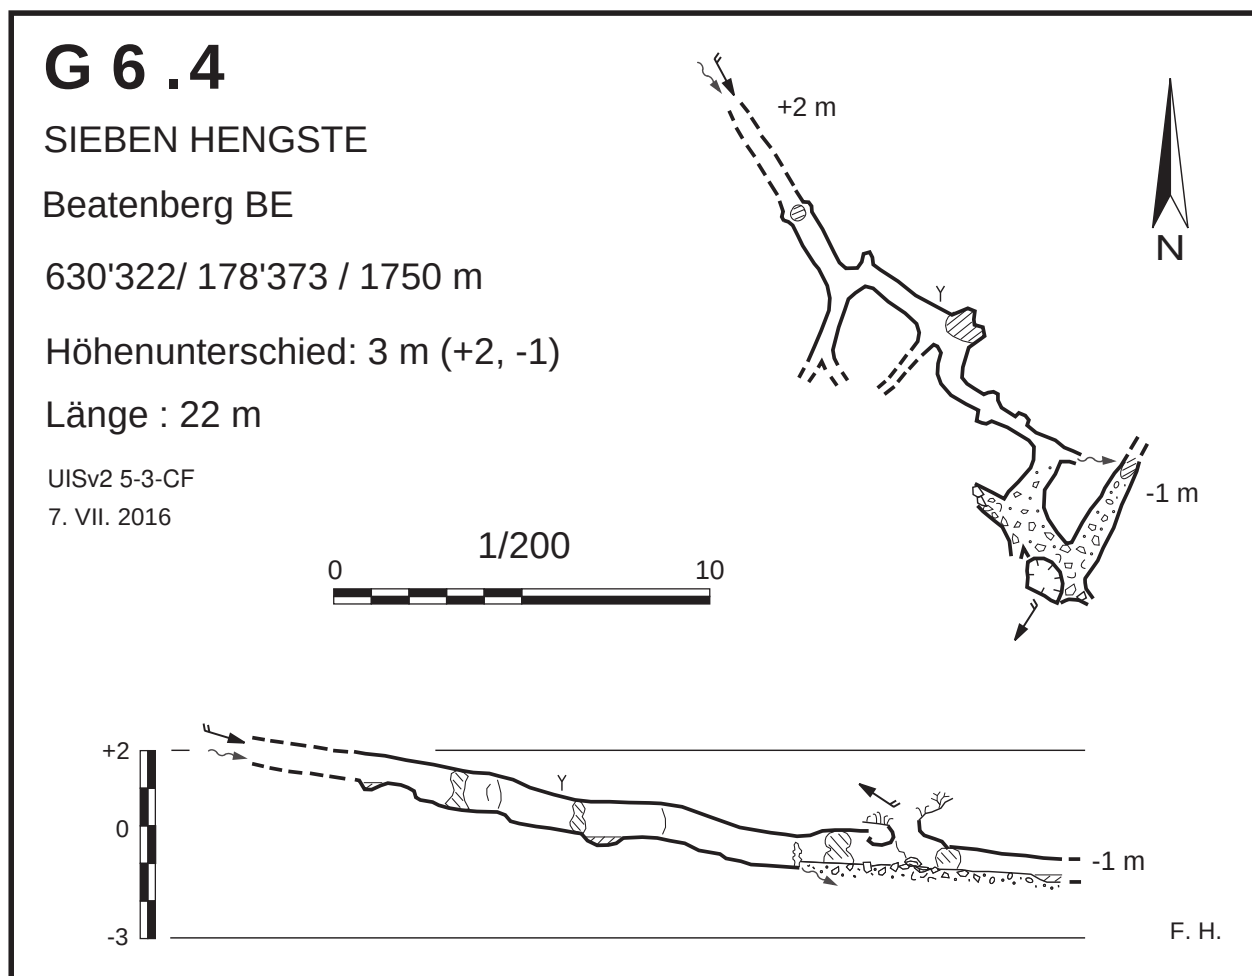 G 6 .4
SIEBEN HENGSTE
Beatenberg BE
630'322/ 178'373 / 1750 m
Höhenunterschied: 3 m (+2, -1)
Länge : 22 m
UISv2 5-3-CF
7. VII. 2016
1/200
0 10
+2 m
N
-1 m
+2
0
-3
-1 m
F. H.